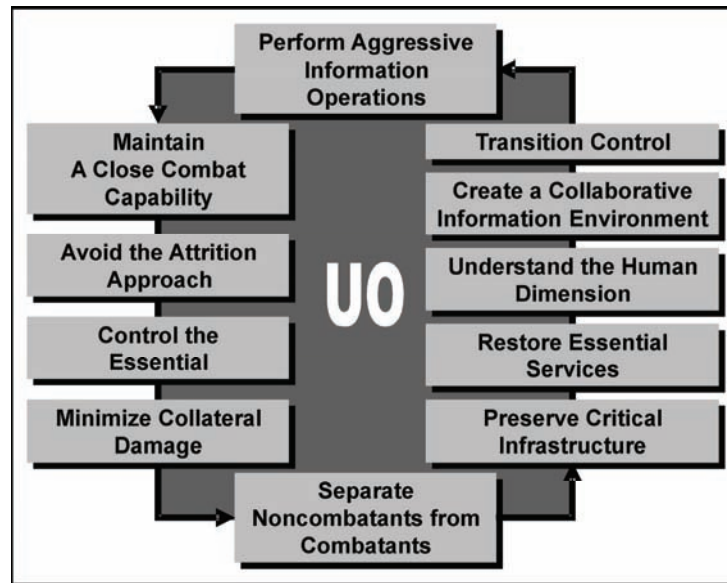 Perform Aggressive
Information
Operations
Maintain
A Close Combat
Capability
Avoid the Attrition
Approach
Control the
Essential
Minimize Collateral
Damage
Separate
Noncombatants from
Combatants
Preserve Critical
Infrastructure
Restore Essential
Services
Understand the Human
Dimension
Create a Collaborative
Information Environment
Transition Control
UO